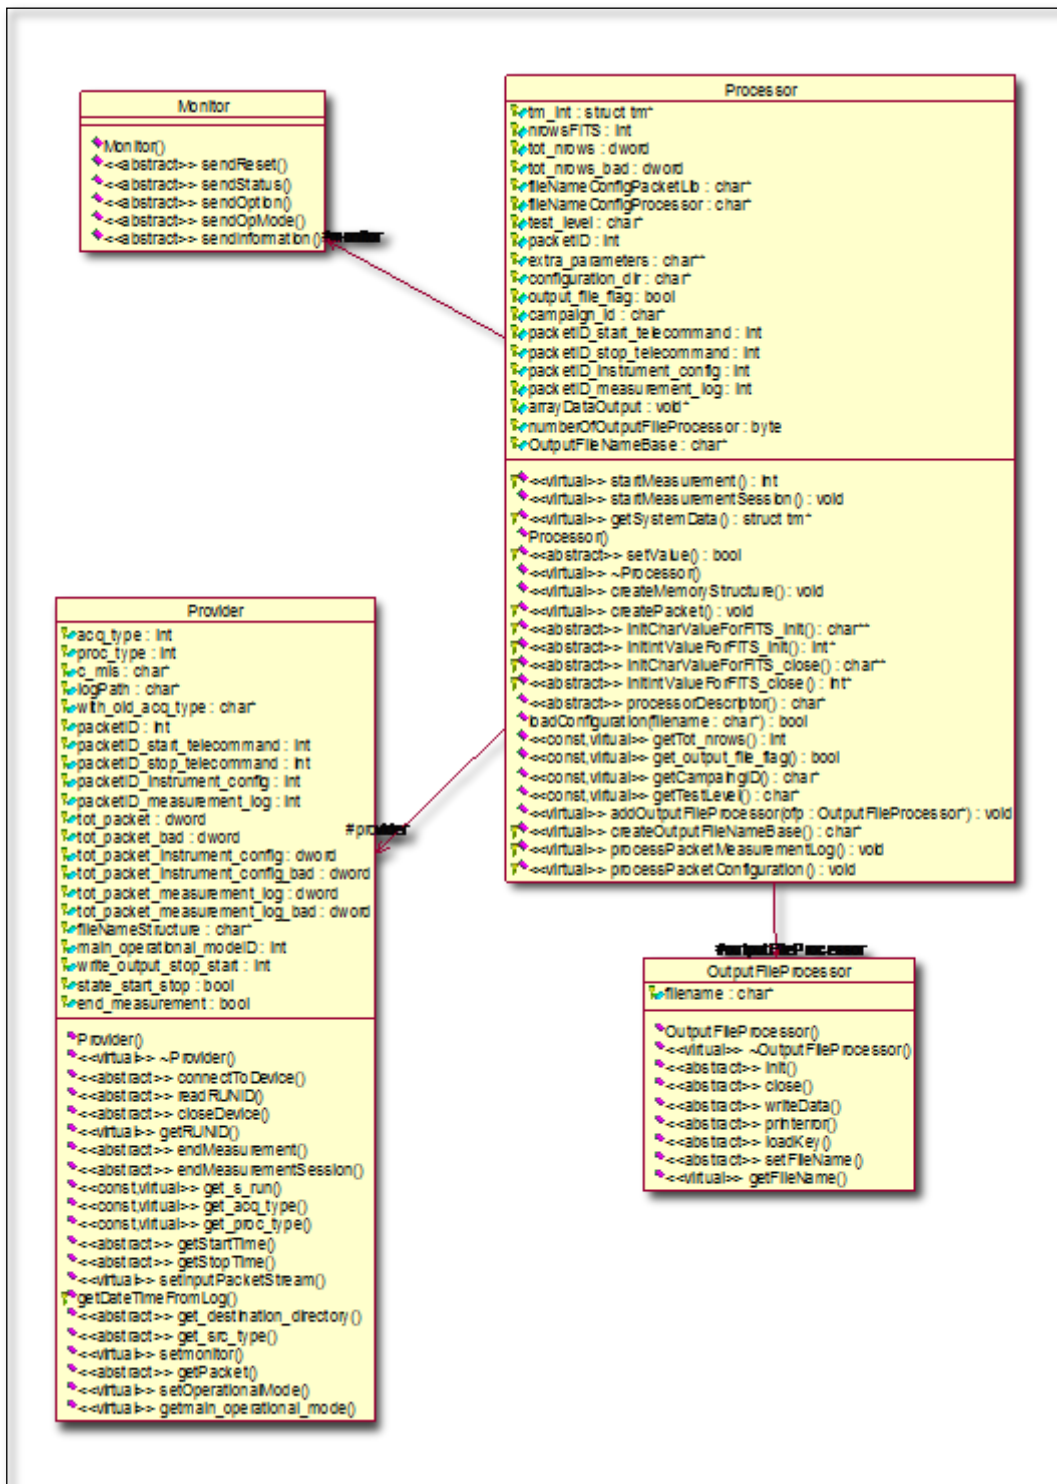 Monitor
Monitor()
<<abstract>> sendReset()
<<abstract>> sendStatus()
<<abstract>> sendOption()
<<abstract>> sendOpMode()
<<abstract>> sendInformation()
#monitor
Processor
tm_int : struct tm*
nrowsFITS : int
tot_nrows : dword
tot_nrows_bad : dword
fileNameConfigPacketLib : char*
fileNameConfigProcessor : char*
test_level : char*
packetID : int
extra_parameters : char**
configuration_dir : char*
output_file_flag : bool
campaign_id : char*
packetID_start_telecommand : int
packetID_stop_telecommand : int
packetID_instrument_config : int
packetID_measurement_log : int
arrayDataOutput : void*
numberOfOutputFileProcessor : byte
OutputFileNameBase : char*
<<virtual>> startMeasurement() : int
<<virtual>> startMeasurementSession() : void
<<virtual>> getSystemData() : struct tm*
Processor()
<<abstract>> setValue() : bool
<<virtual>> ~Processor()
<<virtual>> createMemoryStructure() : void
<<virtual>> createPacket() : void
<<abstract>> initCharValueForFITS_init() : char**
<<abstract>> initIntValueForFITS_init() : int*
<<abstract>> initCharValueForFITS_close() : char**
<<abstract>> initIntValueForFITS_close() : int*
<<abstract>> processorDescriptor() : char*
loadConfiguration(filename : char*) : bool
<<const,virtual>> getTot_nrows() : int
<<const,virtual>> get_output_file_flag() : bool
<<const,virtual>> getCampaingID() : char*
<<const,virtual>> getTestLevel() : char*
<<virtual>> addOutputFileProcessor(ofp : OutputFileProcessor*) : void
<<virtual>> createOutputFileNameBase() : char*
<<virtual>> processPacketMeasurementLog() : void
<<virtual>> processPacketConfiguration() : void
Provider
acq_type : int
proc_type : int
c_mis : char*
logPath : char*
with_old_acq_type : char*
packetID : int
packetID_start_telecommand : int
packetID_stop_telecommand : int
packetID_instrument_config : int
packetID_measurement_log : int
tot_packet : dword
tot_packet_bad : dword
tot_packet_instrument_config : dword
tot_packet_instrument_config_bad : dword
tot_packet_measurement_log : dword
tot_packet_measurement_log_bad : dword
fileNameStructure : char*
main_operational_modeID : int
write_output_stop_start : int
state_start_stop : bool
end_measurement : bool
Provider()
<<virtual>> ~Provider()
<<abstract>> connectToDevice()
<<abstract>> readRUNID()
<<abstract>> closeDevice()
<<virtual>> getRUNID()
<<abstract>> endMeasurement()
<<abstract>> endMeasurementSession()
<<const,virtual>> get_s_run()
<<const,virtual>> get_acq_type()
<<const,virtual>> get_proc_type()
<<abstract>> getStartTime()
<<abstract>> getStopTime()
<<virtual>> setInputPacketStream()
getDateTimeFromLog()
<<abstract>> get_destination_directory()
<<abstract>> get_src_type()
<<virtual>> setmonitor()
<<abstract>> getPacket()
<<virtual>> setOperationalMode()
<<virtual>> getmain_operational_mode()
#provider
#outputFileProcessor
OutputFileProcessor
filename : char*
OutputFileProcessor()
<<virtual>> ~OutputFileProcessor()
<<abstract>> init()
<<abstract>> close()
<<abstract>> writeData()
<<abstract>> printerror()
<<abstract>> loadKey()
<<abstract>> setFileName()
<<virtual>> getFileName()